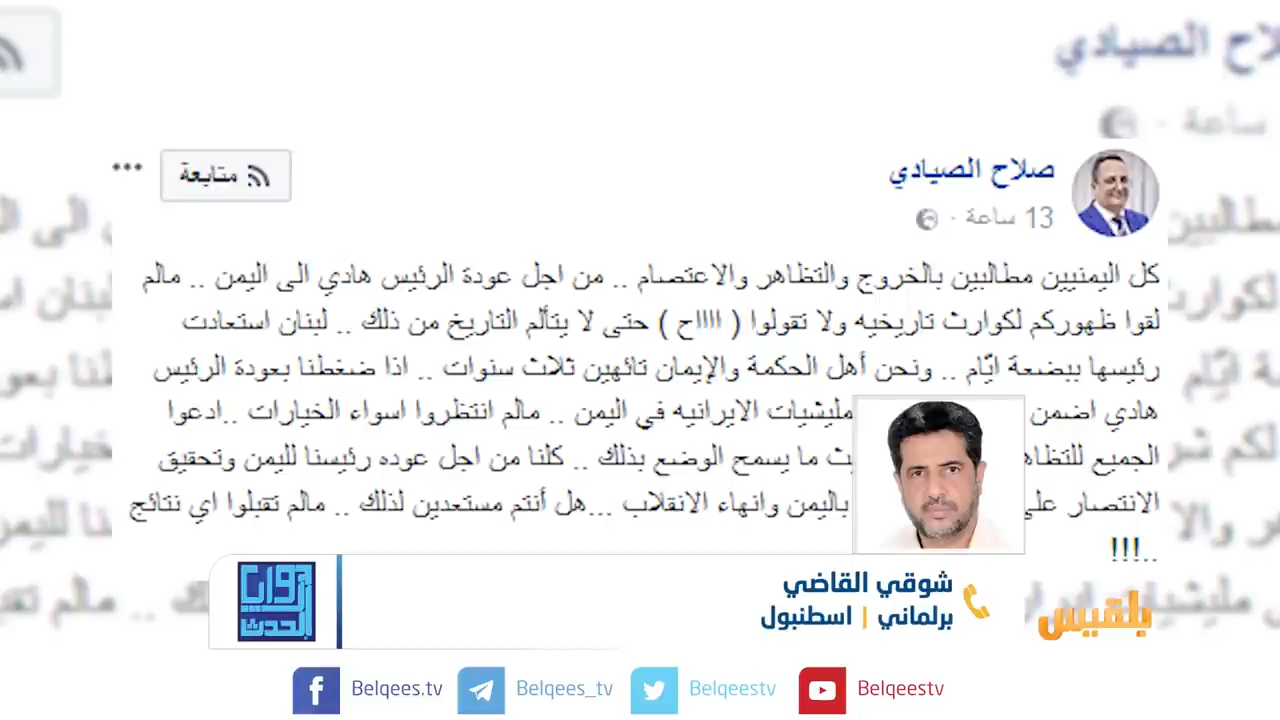 صلاح الصيادي
متابعة
13 ساعة
كل اليمنيين مطالبين بالخروج والتظاهر والاعتصام .. من اجل عودة الرئيس هادي الى اليمن .. مالم
لقوا ظهوركم لكوارث تاريخيه ولا تقولوا ( اااااح ) حتى لا يتألم التاريخ من ذلك .. لبنان استعادت
رئيسها ببضعة ايّام .. ونحن أهل الحكمة والإيمان تائهين ثلاث سنوات .. اذا ضغطنا بعودة الرئيس
هادي اضمن مليشيات الايرانيه في اليمن .. مالم انتظروا اسواء الخيارات ..ادعوا
الجميع ما يسمح الوضع بذلك .. كلنا من اجل عوده رئيسنا لليمن وتحقيق
الانتصار باليمن وانهاء الانقلاب ...هل أنتم مستعدين لذلك .. مالم تقبلوا اي نتائج
..!!!
شوقي القاضي
برلماني | اسطنبول
زوايا الحدث
بلقيس
Belqees.tv
Belqees_tv
Belqeestv
Belqeestv